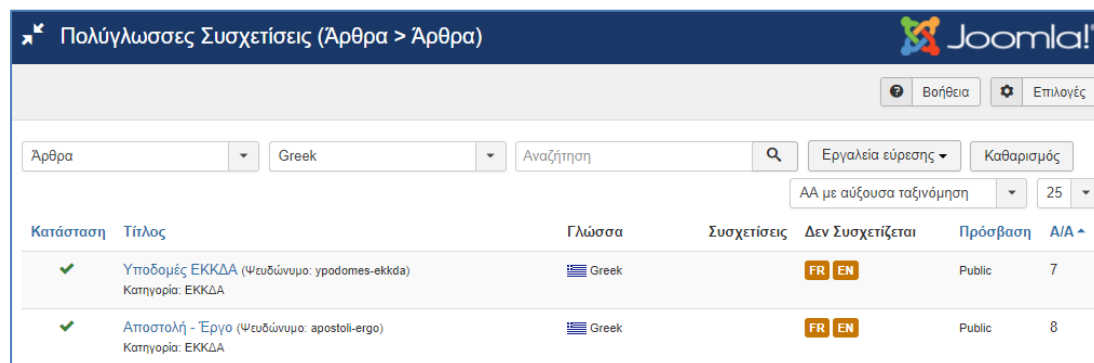 Πολύγλωσσες Συσχετίσεις (Άρθρα > Άρθρα) Joomla!
Βοήθεια Επιλογές
Άρθρα Greek Αναζήτηση Εργαλεία εύρεσης Καθαρισμός
ΑΑ με αύξουσα ταξινόμηση 25
Κατάσταση Τίτλος Γλώσσα Συσχετίσεις Δεν Συσχετίζεται Πρόσβαση Α/Α
Υποδομές ΕΚΚΔΑ (Ψευδώνυμο: ypodomes-ekkda) Greek FR EN Public 7
Κατηγορία: ΕΚΚΔΑ
Αποστολή - Έργο (Ψευδώνυμο: apostoli-ergo) Greek FR EN Public 8
Κατηγορία: ΕΚΚΔΑ